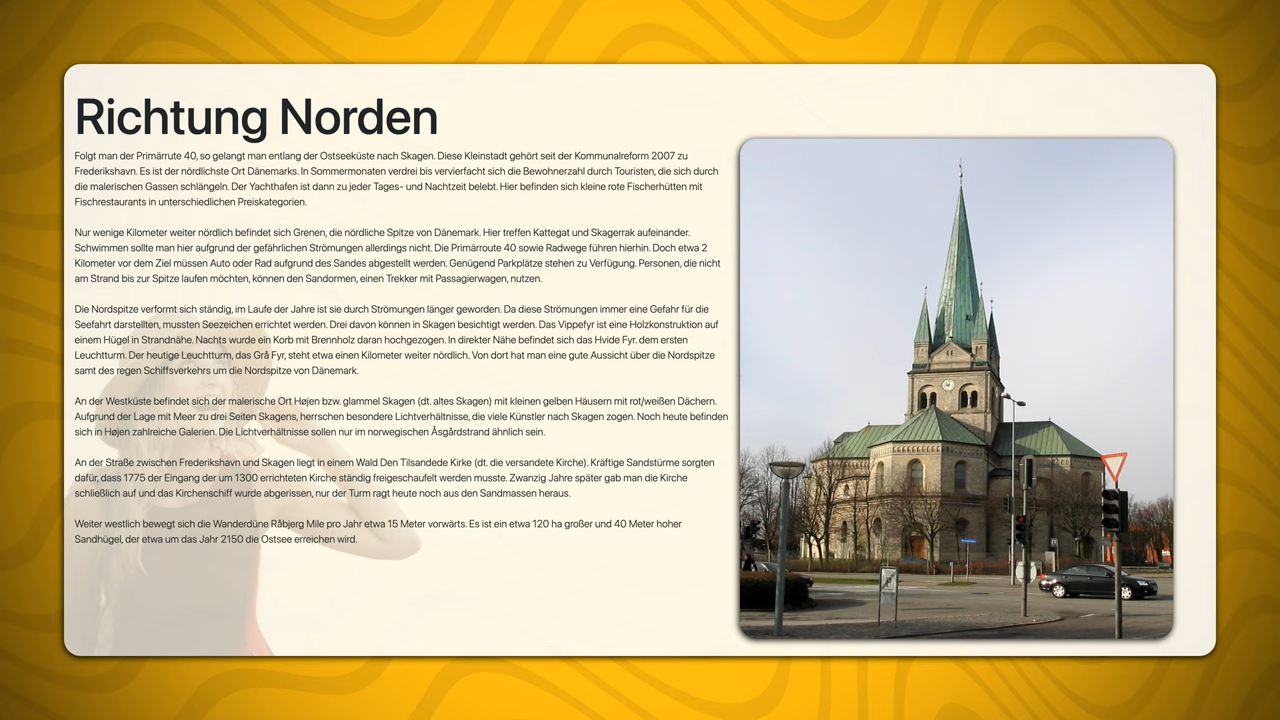 Richtung Norden
Folgt man der Primärrute 40, so gelangt man entlang der Ostseeküste nach Skagen. Diese Kleinstadt gehört seit der Kommunalreform 2007 zu
Frederikshavn. Es ist der nördlichste Ort Dänemarks. In Sommermonaten verdrei bis vervierfacht sich die Bewohnerzahl durch Touristen, die sich durch
die malerischen Gassen schlängeln. Der Yachthafen ist dann zu jeder Tages- und Nachtzeit belebt. Hier befinden sich kleine rote Fischerhütten mit
Fischrestaurants in unterschiedlichen Preiskategorien.
Nur wenige Kilometer weiter nördlich befindet sich Grenen, die nördliche Spitze von Dänemark. Hier treffen Kattegat und Skagerrak aufeinander.
Schwimmen sollte man hier aufgrund der gefährlichen Strömungen allerdings nicht. Die Primärroute 40 sowie Radwege führen hierhin. Doch etwa 2
Kilometer vor dem Ziel müssen Auto oder Rad aufgrund des Sandes abgestellt werden. Genügend Parkplätze stehen zu Verfügung. Personen, die nicht
am Strand bis zur Spitze laufen möchten, können den Sandormen, einen Trekker mit Passagierwagen, nutzen.
Die Nordspitze verformt sich ständig, im Laufe der Jahre ist sie durch Strömungen länger geworden. Da diese Strömungen immer eine Gefahr für die
Seefahrt darstellten, mussten Seezeichen errichtet werden. Drei davon können in Skagen besichtigt werden. Das Vippefyr ist eine Holzkonstruktion auf
einem Hügel in Strandnähe. Nachts wurde ein Korb mit Brennholz daran hochgezogen. In direkter Nähe befindet sich das Hvide Fyr. dem ersten
Leuchtturm. Der heutige Leuchtturm, das Grå Fyr, steht etwa einen Kilometer weiter nördlich. Von dort hat man eine gute Aussicht über die Nordspitze
samt des regen Schiffsverkehrs um die Nordspitze von Dänemark.
An der Westküste befindet sich der malerische Ort Højen bzw. glammel Skagen (dt. altes Skagen) mit kleinen gelben Häusern mit rot/weißen Dächern.
Aufgrund der Lage mit Meer zu drei Seiten Skagens, herrschen besondere Lichtverhältnisse, die viele Künstler nach Skagen zogen. Noch heute befinden
sich in Højen zahlreiche Galerien. Die Lichtverhältnisse sollen nur im norwegischen Åsgårdstrand ähnlich sein.
An der Straße zwischen Frederikshavn und Skagen liegt in einem Wald Den Tilsandede Kirke (dt. die versandete Kirche). Kräftige Sandstürme sorgten
dafür, dass 1775 der Eingang der um 1300 errichteten Kirche ständig freigeschaufelt werden musste. Zwanzig Jahre später gab man die Kirche
schließlich auf und das Kirchenschiff wurde abgerissen, nur der Turm ragt heute noch aus den Sandmassen heraus.
Weiter westlich bewegt sich die Wanderdüne Råbjerg Mile pro Jahr etwa 15 Meter vorwärts. Es ist ein etwa 120 ha großer und 40 Meter hoher
Sandhügel, der etwa um das Jahr 2150 die Ostsee erreichen wird.